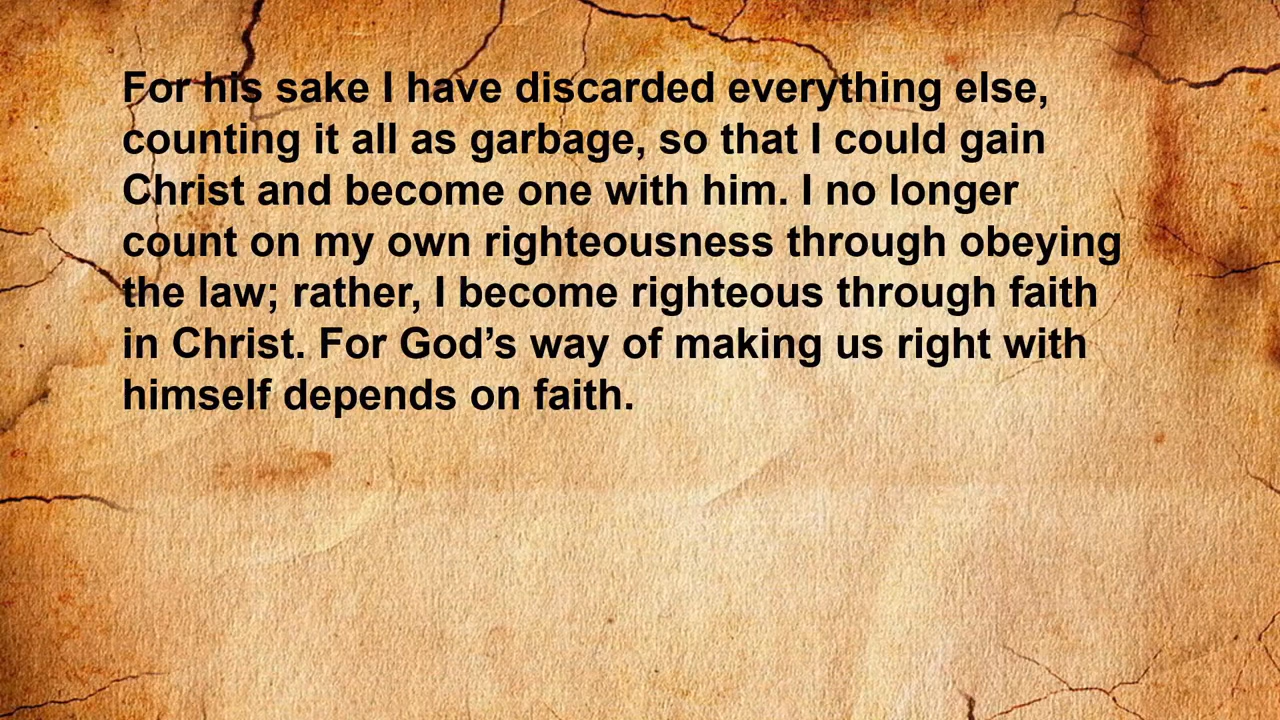 For his sake I have discarded everything else,
counting it all as garbage, so that I could gain
Christ and become one with him. I no longer
count on my own righteousness through obeying
the law; rather, I become righteous through faith
in Christ. For God’s way of making us right with
himself depends on faith.